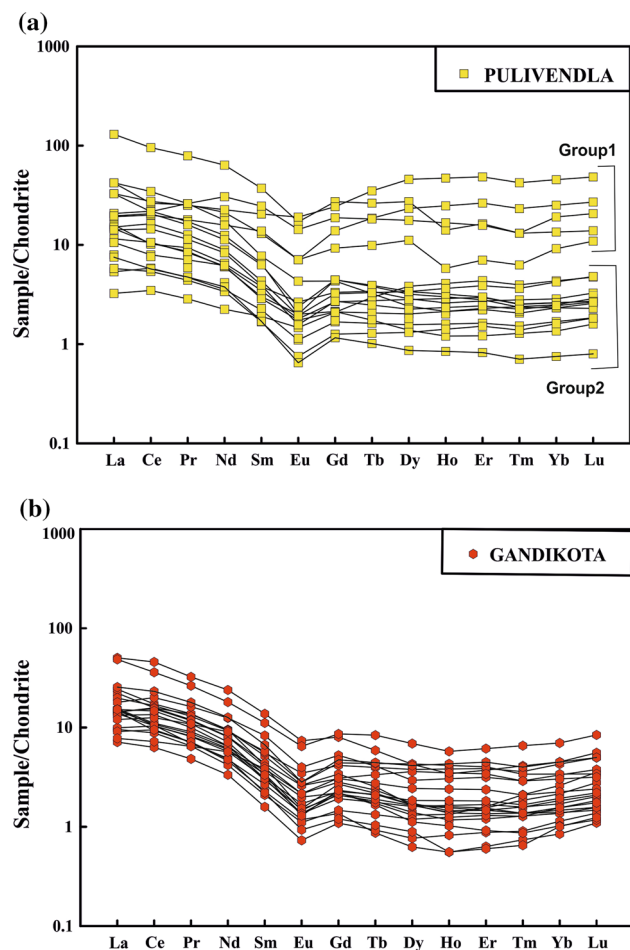 (a)
1000
PULIVENDLA
100
Group1
10
Sample/Chondrite
1
Group2
0.1
La Ce Pr Nd Sm Eu Gd Tb Dy Ho Er Tm Yb Lu
(b)
1000
GANDIKOTA
100
10
Sample/Chondrite
1
0.1
La Ce Pr Nd Sm Eu Gd Tb Dy Ho Er Tm Yb Lu